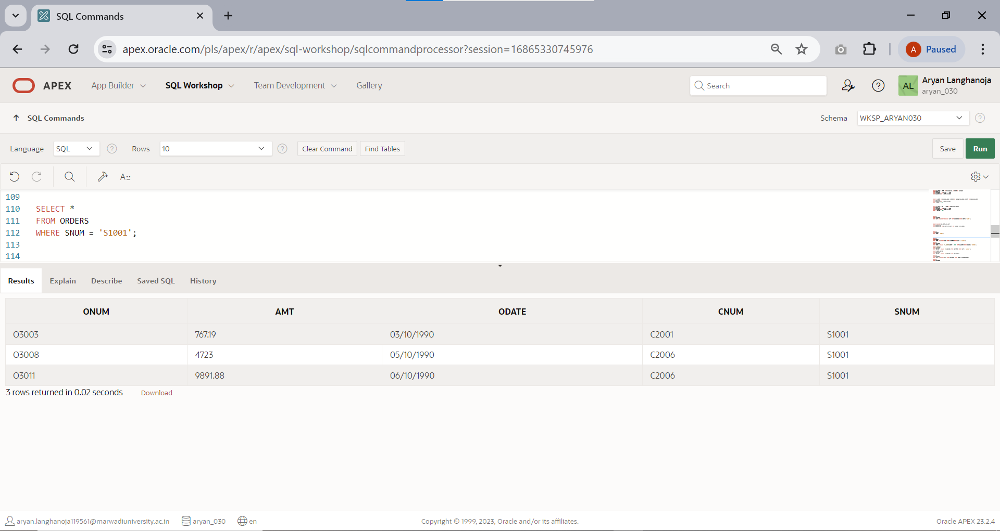 SQL Commands
apex.oracle.com/pls/apex/r/apex/sql-workshop/sqlcommandprocessor?session=16865330745976
A Paused
APEX App Builder SQL Workshop Team Development Gallery Search AL Aryan Langhanoja
aryan_030
SQL Commands Schema WKSP_ARYAN030
Language SQL Rows 10 Clear Command Find Tables Save Run
109
110 SELECT *
111 FROM ORDERS
112 WHERE SNUM = 'S1001';
113
114
Results Explain Describe Saved SQL History
ONUM AMT ODATE CNUM SNUM
O3003 767.19 03/10/1990 C2001 S1001
O3008 4723 05/10/1990 C2006 S1001
O3011 9891.88 06/10/1990 C2006 S1001
3 rows returned in 0.02 seconds Download
aryan.langhanoja119561@marwadiuniversity.ac.in aryan_030 en Copyright © 1999, 2023, Oracle and/or its affiliates. Oracle APEX 23.2.4